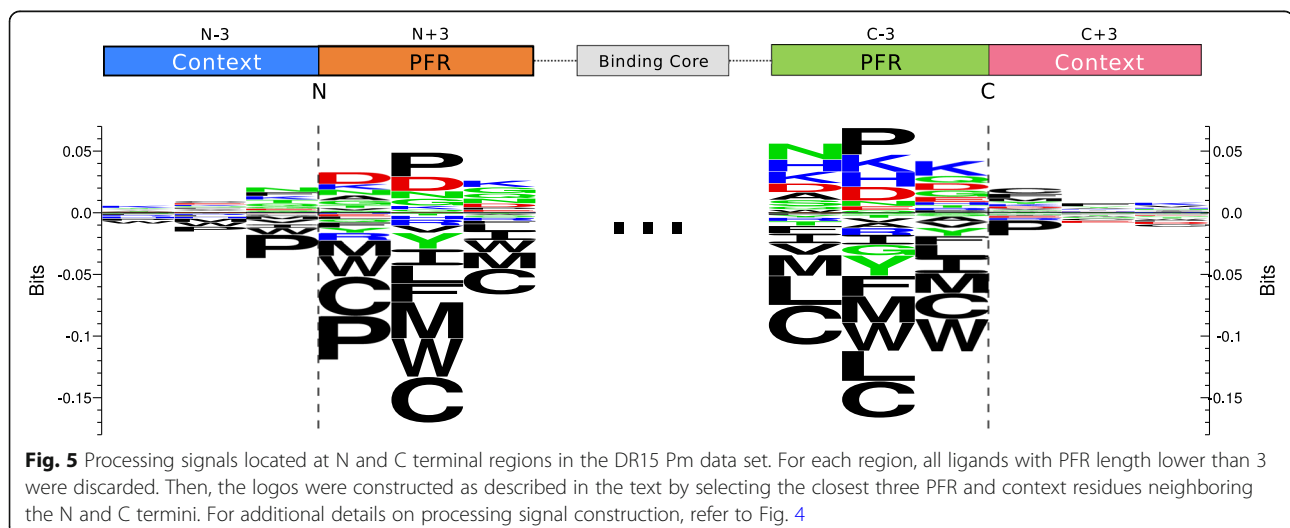 N-3 N+3 C-3 C+3
Context PFR Binding Core PFR Context
N C
0.05 0.05
0.0 0.0
-0.05 -0.05
-0.1 -0.1
-0.15 -0.15
Bits Bits
P
D D
P
M
W
C
P
Y
I
L
F
M
W
C
K
I
V
M
C
N
H
K
D
I
V
M
L
C
P
K
H
D
I
G
Y
F
M
W
L
C
K
G
D
F
I
M
C
W
P
...
Fig. 5 Processing signals located at N and C terminal regions in the DR15 Pm data set. For each region, all ligands with PFR length lower than 3
were discarded. Then, the logos were constructed as described in the text by selecting the closest three PFR and context residues neighboring
the N and C termini. For additional details on processing signal construction, refer to Fig. 4